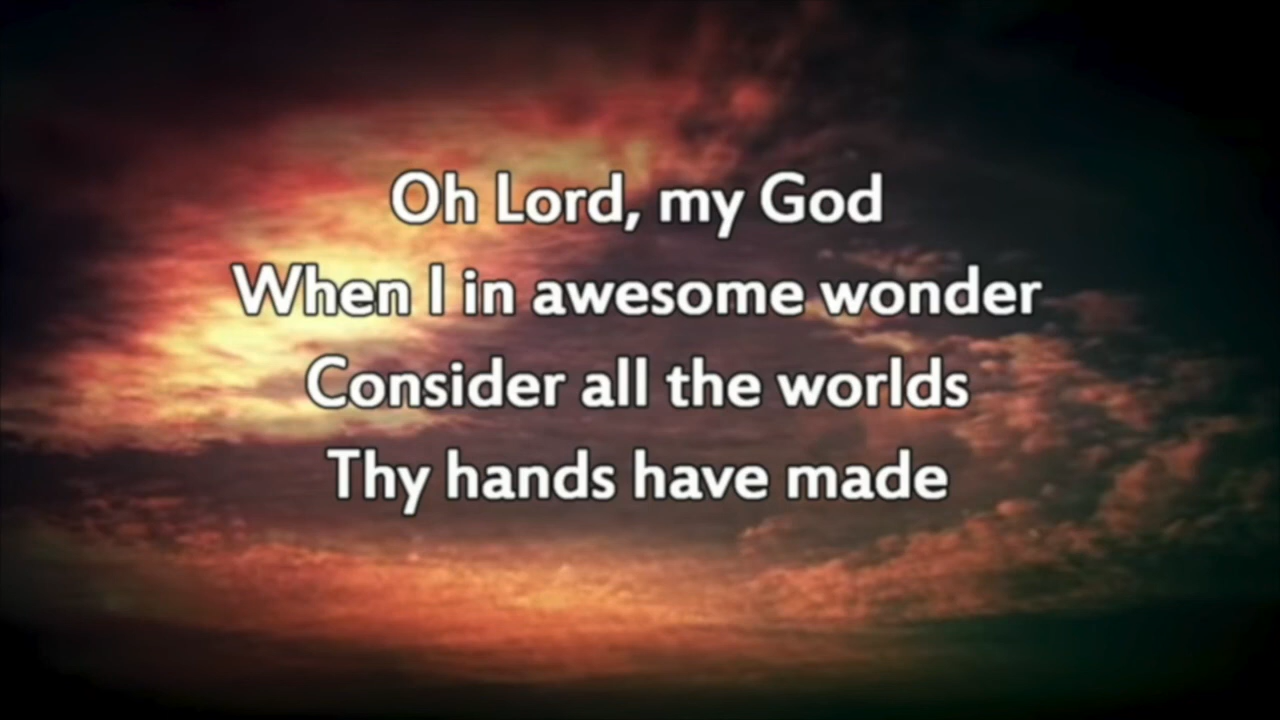 Oh Lord, my God
When I in awesome wonder
Consider all the worlds
Thy hands have made